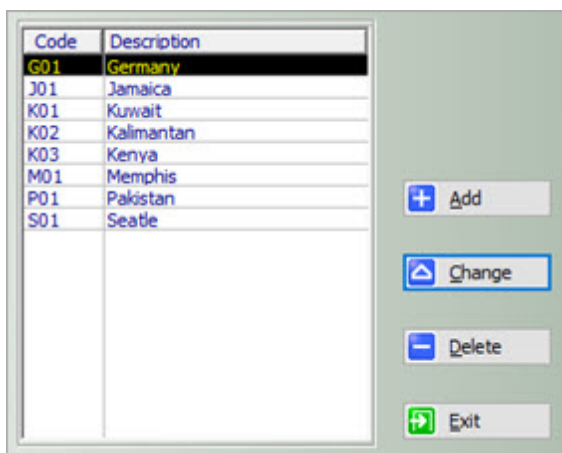 Code Description
G01 Germany
J01 Jamaica
K01 Kuwait
K02 Kalimantan
K03 Kenya
M01 Memphis
P01 Pakistan
S01 Seatle
Add
Change
Delete
Exit